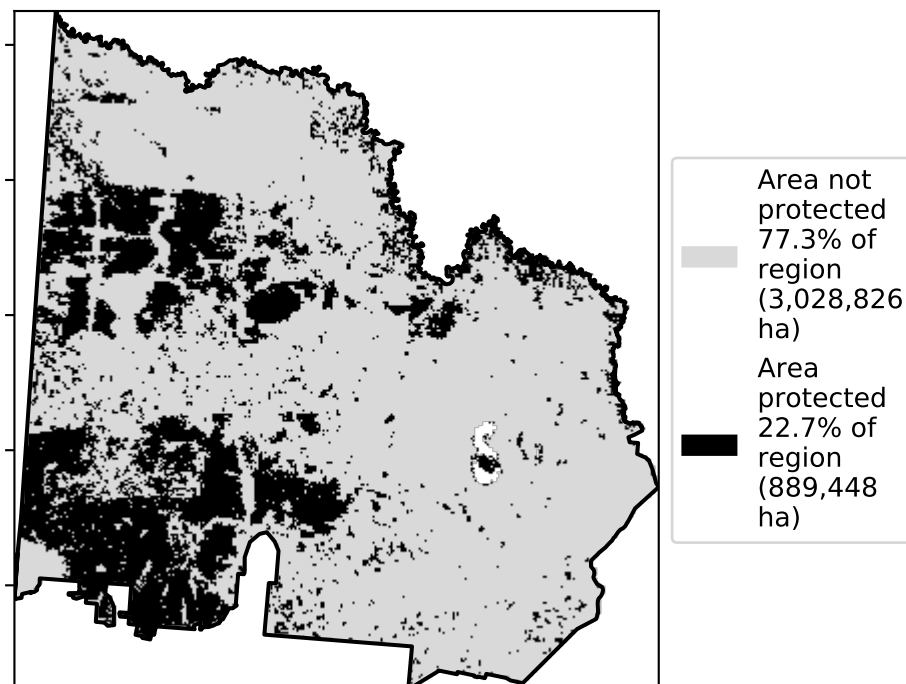 Area not
protected
77.3% of
region
(3,028,826
ha)
Area
protected
22.7% of
region
(889,448
ha)